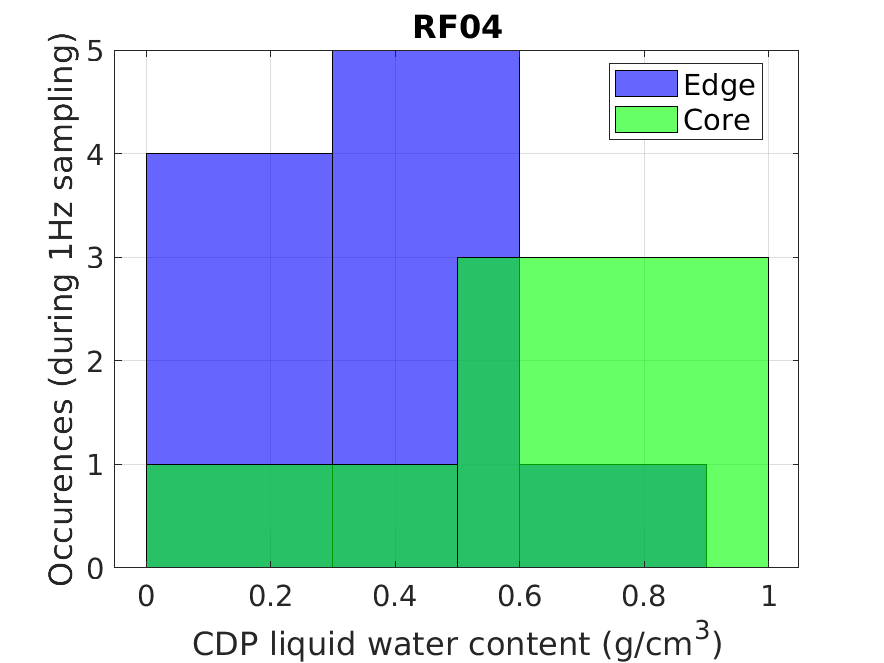 RF04
Occurences (during 1Hz sampling)
5
4
3
2
1
0
Edge
Core
0 0.2 0.4 0.6 0.8 1
CDP liquid water content (g/cm³)